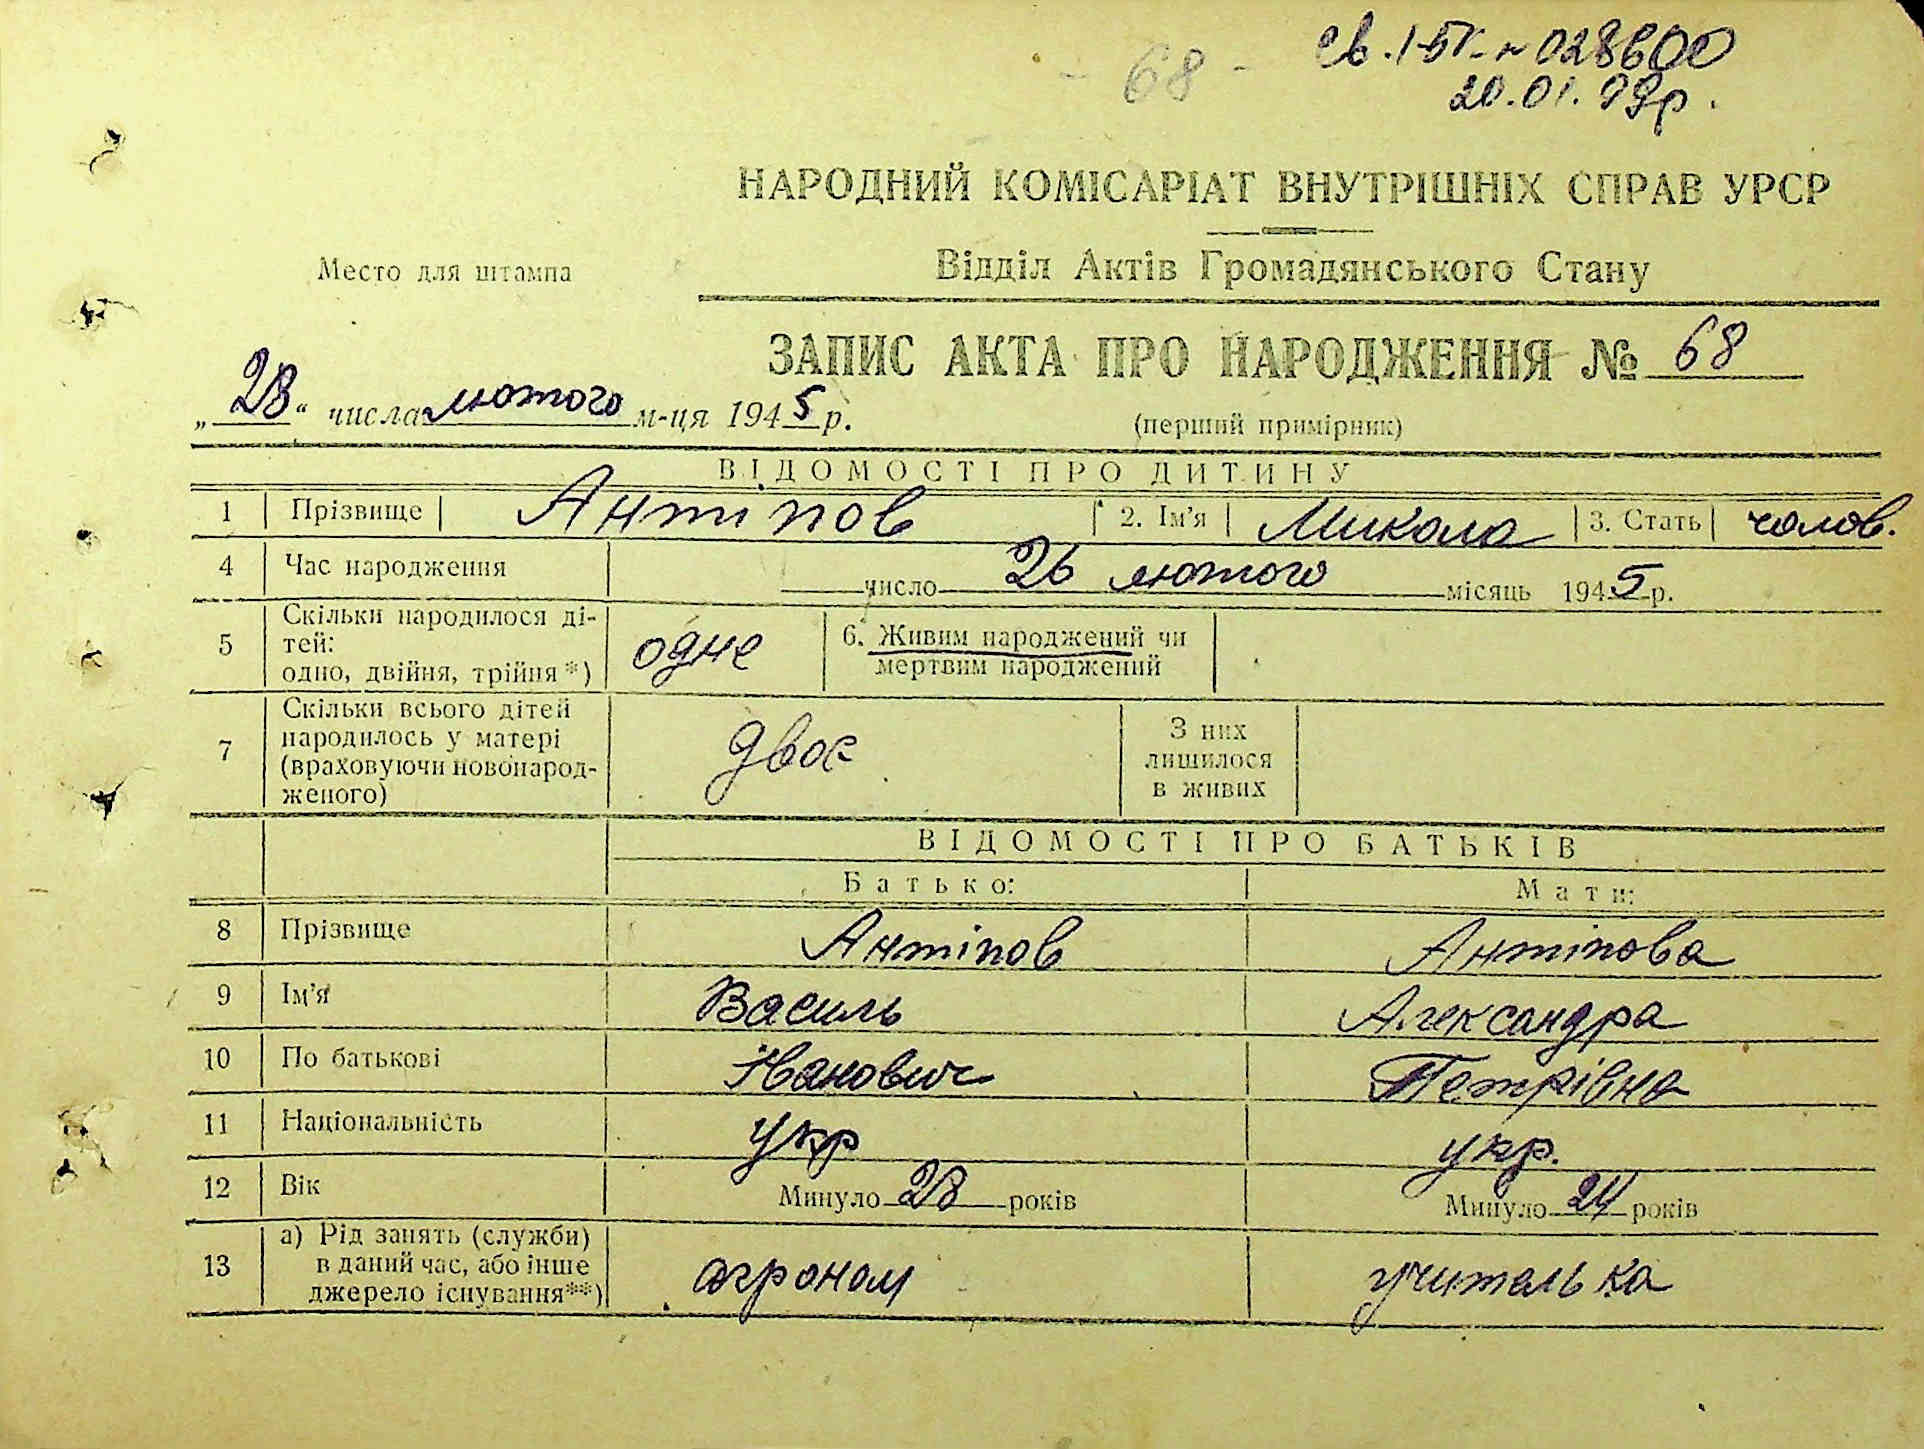 - 68 -
Св. 1-БК-н 028600
20.01.99р.
НАРОДНИЙ КОМІСАРІАТ ВНУТРІШНІХ СПРАВ УРСР
Место для штампа
Відділ Актів Громадянського Стану
ЗАПИС АКТА ПРО НАРОДЖЕННЯ № 68
„28“ числа лютого м-ця 1945 р.
(перший примірник)
ВІДОМОСТІ ПРО ДИТИНУ
1 Прізвище Антіпов 2. Ім'я Микола 3. Стать чолов.
4 Час народження число 26 лютого місяць 1945 р.
5 Скільки народилося ді-
тей:
одно, двійня, трійня*) одне 6. Живим народжений чи
мертвим народжений
7 Скільки всього дітей
народилось у матері
(враховуючи новонарод-
женого) двоє З них
лишилося
в живих
ВІДОМОСТІ ПРО БАТЬКІВ
Батько: Мати:
8 Прізвище Антіпов Антіпова
9 Ім'я Василь Александра
10 По батькові Іванович Петрівна
11 Національність укр укр.
12 Вік Минуло 28 років Минуло 24 років
13 а) Рід занять (служби)
в даний час, або інше
джерело існування**) агроном учителька